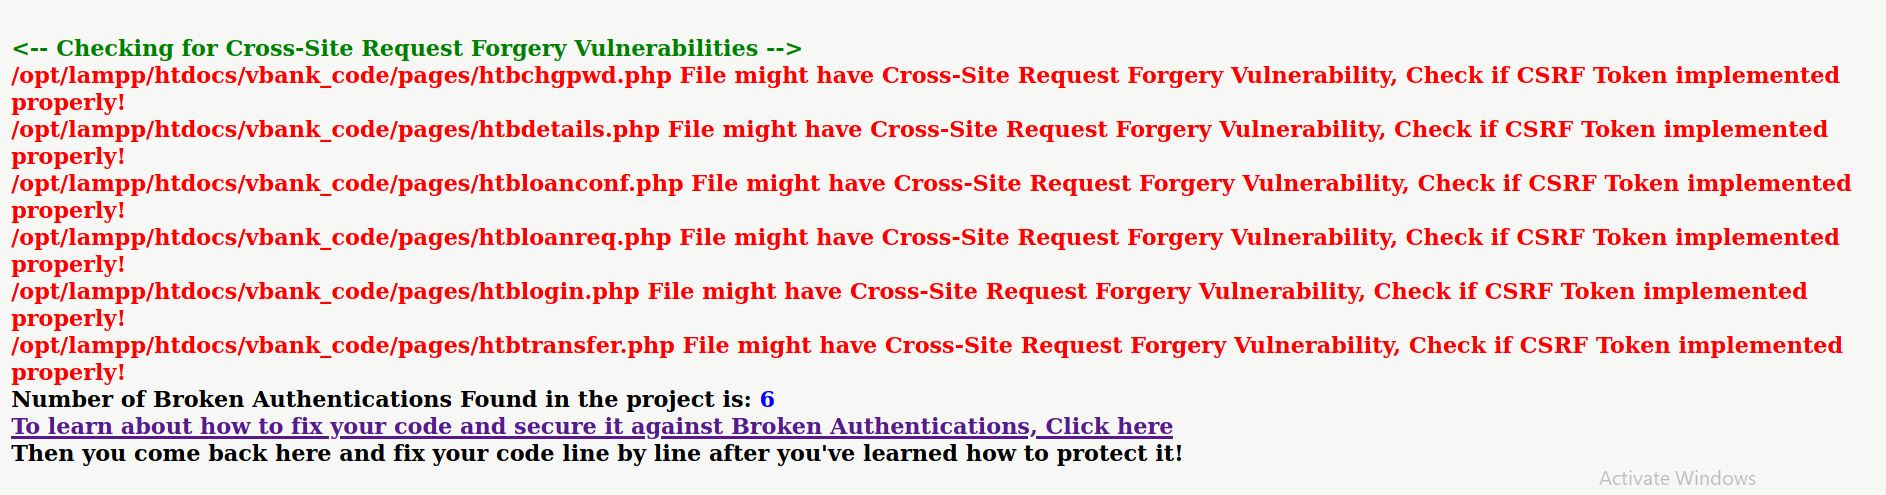 <-- Checking for Cross-Site Request Forgery Vulnerabilities -->
/opt/lampp/htdocs/vbank_code/pages/htbchgpwd.php File might have Cross-Site Request Forgery Vulnerability, Check if CSRF Token implemented
properly!
/opt/lampp/htdocs/vbank_code/pages/htbdetails.php File might have Cross-Site Request Forgery Vulnerability, Check if CSRF Token implemented
properly!
/opt/lampp/htdocs/vbank_code/pages/htbloanconf.php File might have Cross-Site Request Forgery Vulnerability, Check if CSRF Token implemented
properly!
/opt/lampp/htdocs/vbank_code/pages/htbloanreq.php File might have Cross-Site Request Forgery Vulnerability, Check if CSRF Token implemented
properly!
/opt/lampp/htdocs/vbank_code/pages/htblogin.php File might have Cross-Site Request Forgery Vulnerability, Check if CSRF Token implemented
properly!
/opt/lampp/htdocs/vbank_code/pages/htbtransfer.php File might have Cross-Site Request Forgery Vulnerability, Check if CSRF Token implemented
properly!
Number of Broken Authentications Found in the project is: 6
To learn about how to fix your code and secure it against Broken Authentications, Click here
Then you come back here and fix your code line by line after you've learned how to protect it!
Activate Windows